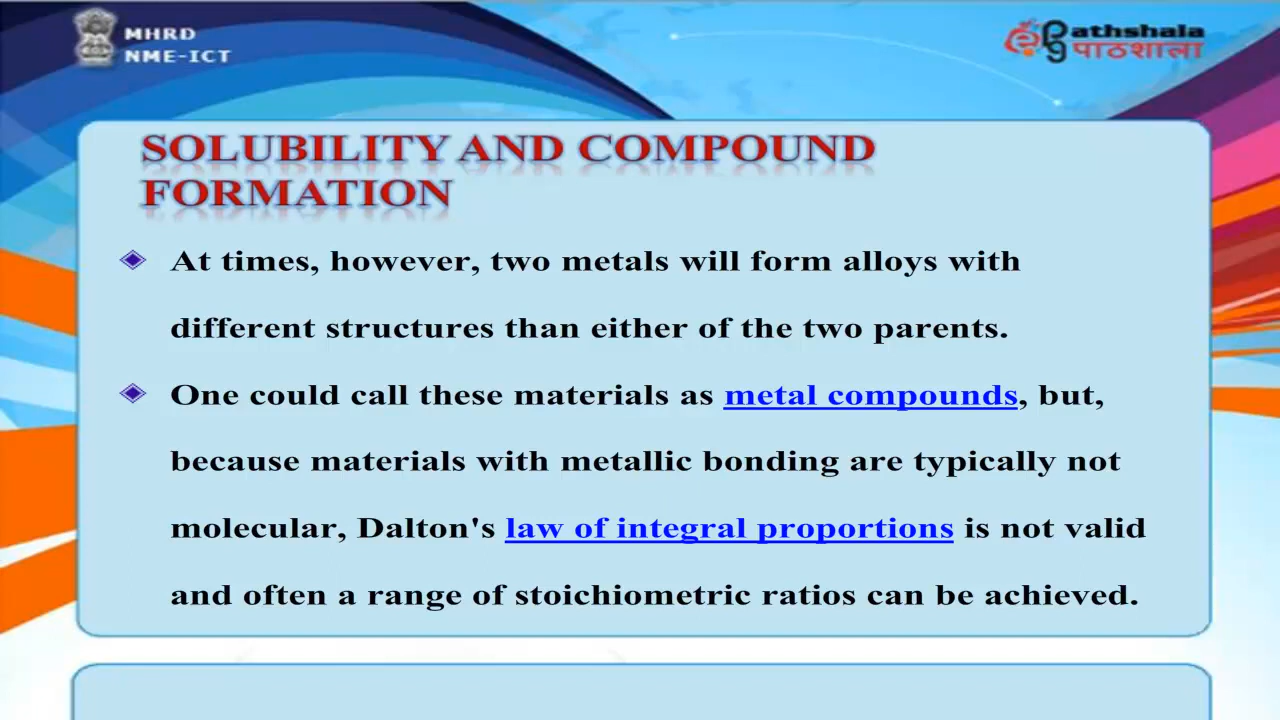 MHRD
NME-ICT
athshala
पाठशाला
SOLUBILITY AND COMPOUND
FORMATION
At times, however, two metals will form alloys with
different structures than either of the two parents.
One could call these materials as metal compounds, but,
because materials with metallic bonding are typically not
molecular, Dalton's law of integral proportions is not valid
and often a range of stoichiometric ratios can be achieved.